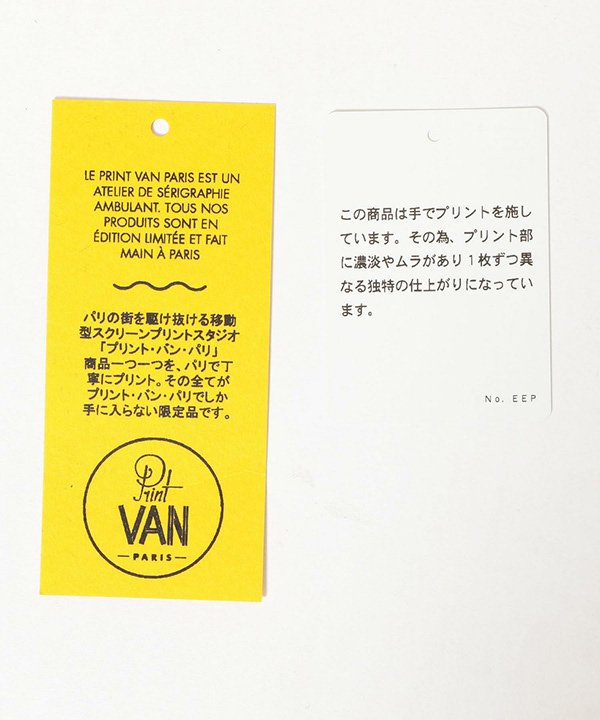 LE PRINT VAN PARIS EST UN
ATELIER DE SÉRIGRAPHIE
AMBULANT. TOUS NOS
PRODUITS SONT EN
ÉDITION LIMITÉE ET FAIT
MAIN À PARIS
パリの街を駆け抜ける移動
型スクリーンプリントスタジオ
「プリント・バン・パリ」
商品一つ一つを、パリで丁
寧にプリント。その全てが
プリント・バン・パリでしか
手に入らない限定品です。
Print
VAN
PARIS
この商品は手でプリントを施し
ています。その為、プリント部
に濃淡やムラがあり1枚ずつ異
なる独特の仕上がりになってい
ます。
No. EEP